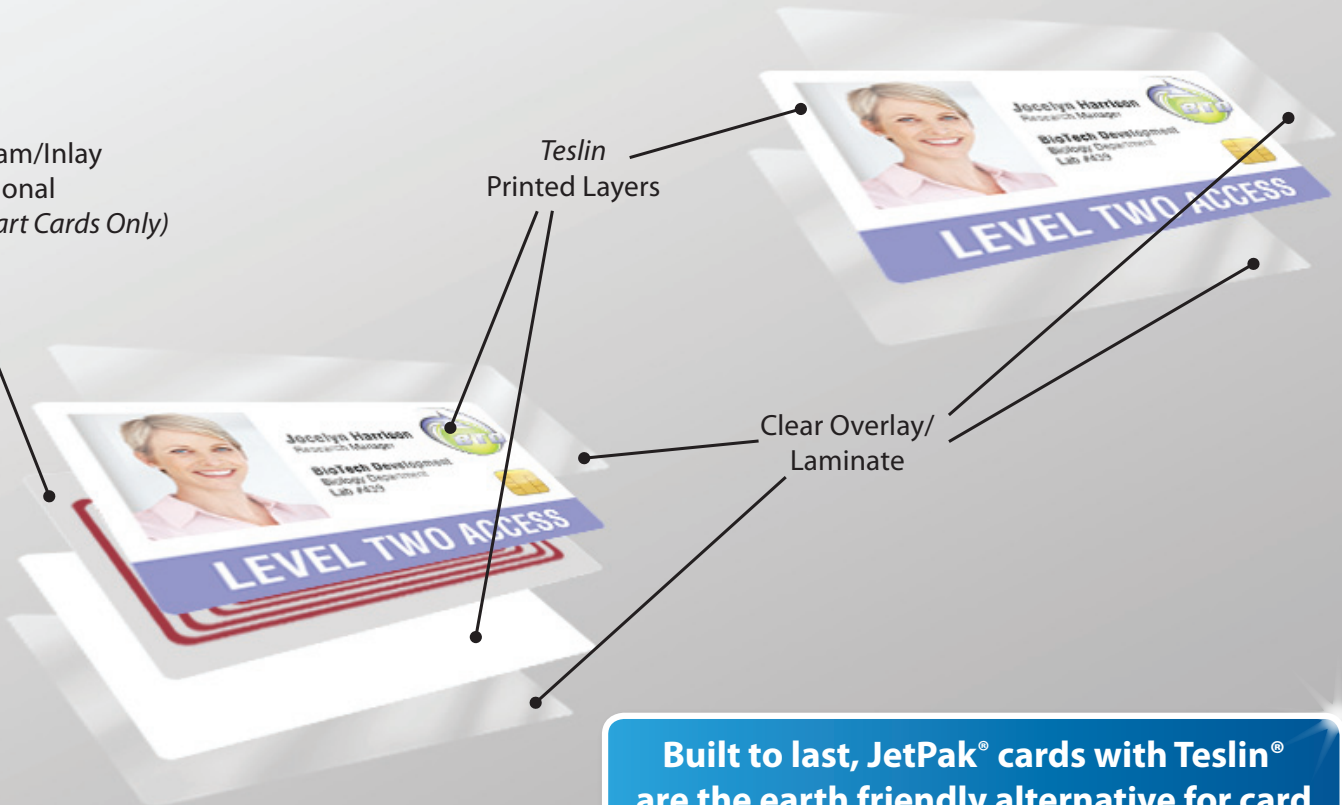 am/Inlay
onal
art Cards Only)
Teslin
Printed Layers
Jocelyn Harrison
Research Manager
BioTech Development
Biology Department
Lab #439
LEVEL TWO ACCESS
Clear Overlay/
Laminate
Jocelyn Harrison
Research Manager
BioTech Development
Biology Department
Lab #439
LEVEL TWO ACCESS
Built to last, JetPak® cards with Teslin®
are the earth friendly alternative for card